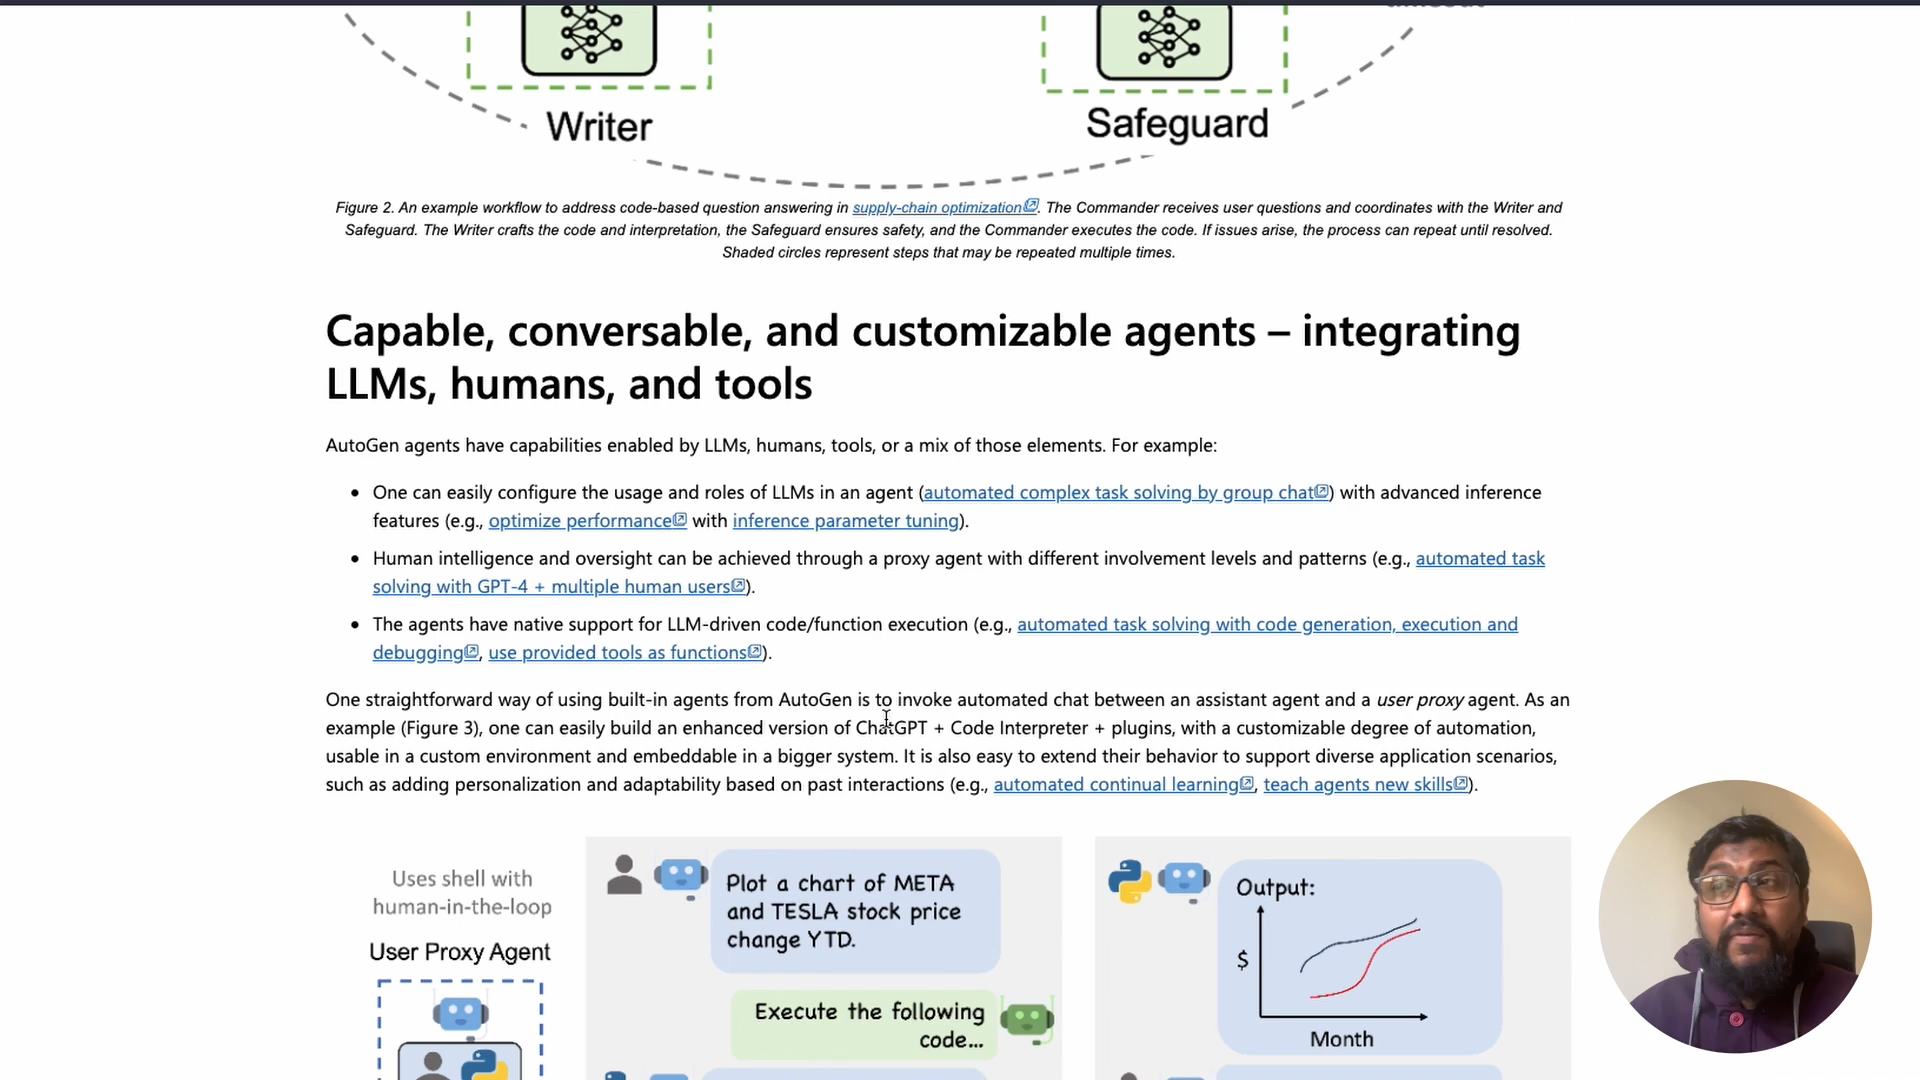 Writer
Safeguard
Figure 2. An example workflow to address code-based question answering in supply-chain optimization. The Commander receives user questions and coordinates with the Writer and
Safeguard. The Writer crafts the code and interpretation, the Safeguard ensures safety, and the Commander executes the code. If issues arise, the process can repeat until resolved.
Shaded circles represent steps that may be repeated multiple times.
Capable, conversable, and customizable agents – integrating
LLMs, humans, and tools
AutoGen agents have capabilities enabled by LLMs, humans, tools, or a mix of those elements. For example:
• One can easily configure the usage and roles of LLMs in an agent (automated complex task solving by group chat) with advanced inference
features (e.g., optimize performance with inference parameter tuning).
• Human intelligence and oversight can be achieved through a proxy agent with different involvement levels and patterns (e.g., automated task
solving with GPT-4 + multiple human users).
• The agents have native support for LLM-driven code/function execution (e.g., automated task solving with code generation, execution and
debugging, use provided tools as functions).
One straightforward way of using built-in agents from AutoGen is to invoke automated chat between an assistant agent and a user proxy agent. As an
example (Figure 3), one can easily build an enhanced version of ChatGPT + Code Interpreter + plugins, with a customizable degree of automation,
usable in a custom environment and embeddable in a bigger system. It is also easy to extend their behavior to support diverse application scenarios,
such as adding personalization and adaptability based on past interactions (e.g., automated continual learning, teach agents new skills).
Uses shell with
human-in-the-loop
User Proxy Agent
Plot a chart of META
and TESLA stock price
change YTD.
Execute the following
code...
Output:
$
Month